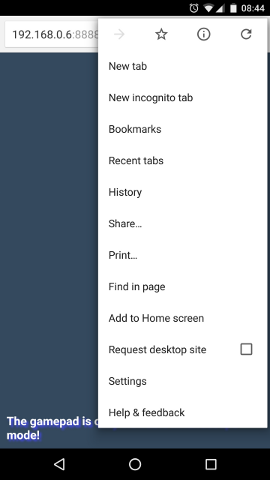 08:44
192.168.0.6:8888
New tab
New incognito tab
Bookmarks
Recent tabs
History
Share...
Print...
Find in page
Add to Home screen
Request desktop site
Settings
Help & feedback
The gamepad is
mode!